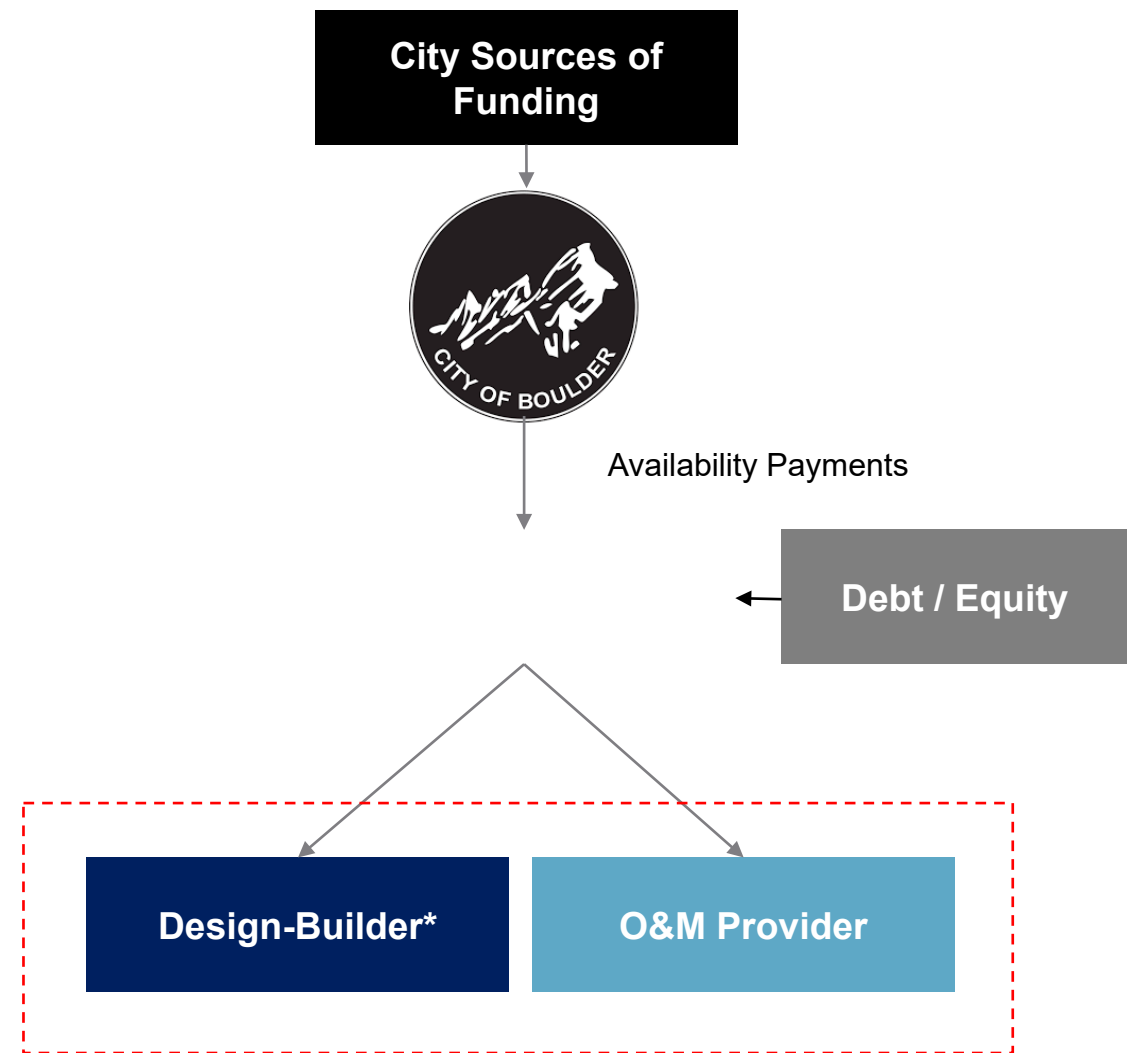 City Sources of
Funding
CITY OF BOULDER
Availability Payments
Debt / Equity
Design-Builder*
O&M Provider